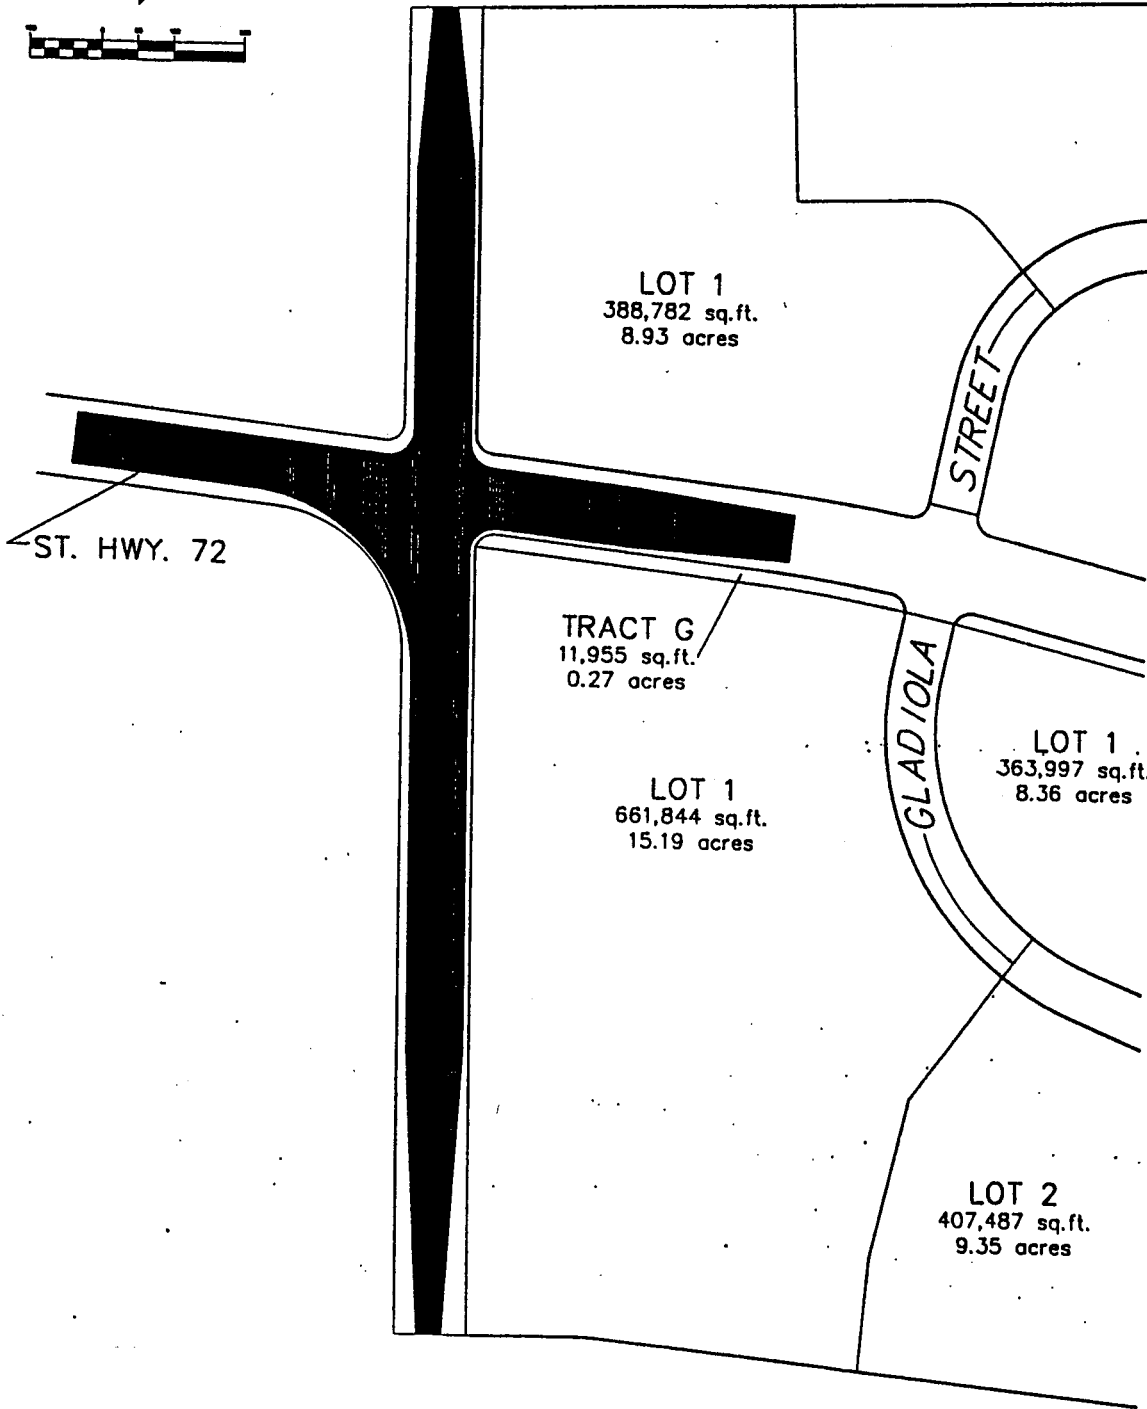 LOT 1
388,782 sq.ft.
8.93 acres
STREET
ST. HWY. 72
TRACT G
11,955 sq.ft.
0.27 acres
GLADIOLA
LOT 1
363,997 sq.ft.
8.36 acres
LOT 1
661,844 sq.ft.
15.19 acres
LOT 2
407,487 sq.ft.
9.35 acres